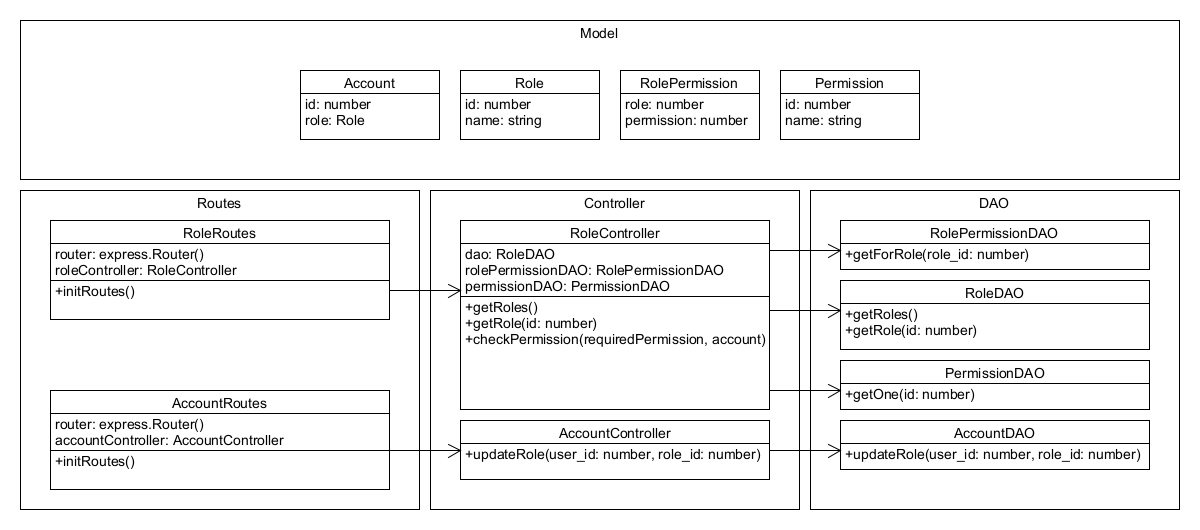 Model
Account
id: number
role: Role
Role
id: number
name: string
RolePermission
role: number
permission: number
Permission
id: number
name: string
Routes
RoleRoutes
router: express.Router()
roleController: RoleController
+initRoutes()
AccountRoutes
router: express.Router()
accountController: AccountController
+initRoutes()
Controller
RoleController
dao: RoleDAO
rolePermissionDAO: RolePermissionDAO
permissionDAO: PermissionDAO
+getRoles()
+getRole(id: number)
+checkPermission(requiredPermission, account)
AccountController
+updateRole(user_id: number, role_id: number)
DAO
RolePermissionDAO
+getForRole(role_id: number)
RoleDAO
+getRoles()
+getRole(id: number)
PermissionDAO
+getOne(id: number)
AccountDAO
+updateRole(user_id: number, role_id: number)